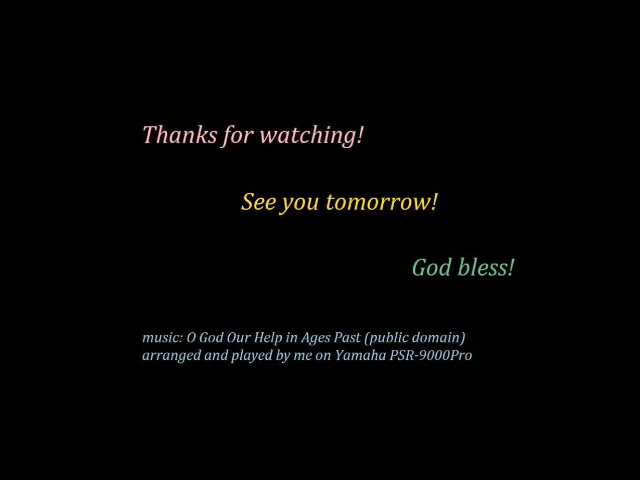 Thanks for watching!
See you tomorrow!
God bless!
music: O God Our Help in Ages Past (public domain)
arranged and played by me on Yamaha PSR-9000Pro